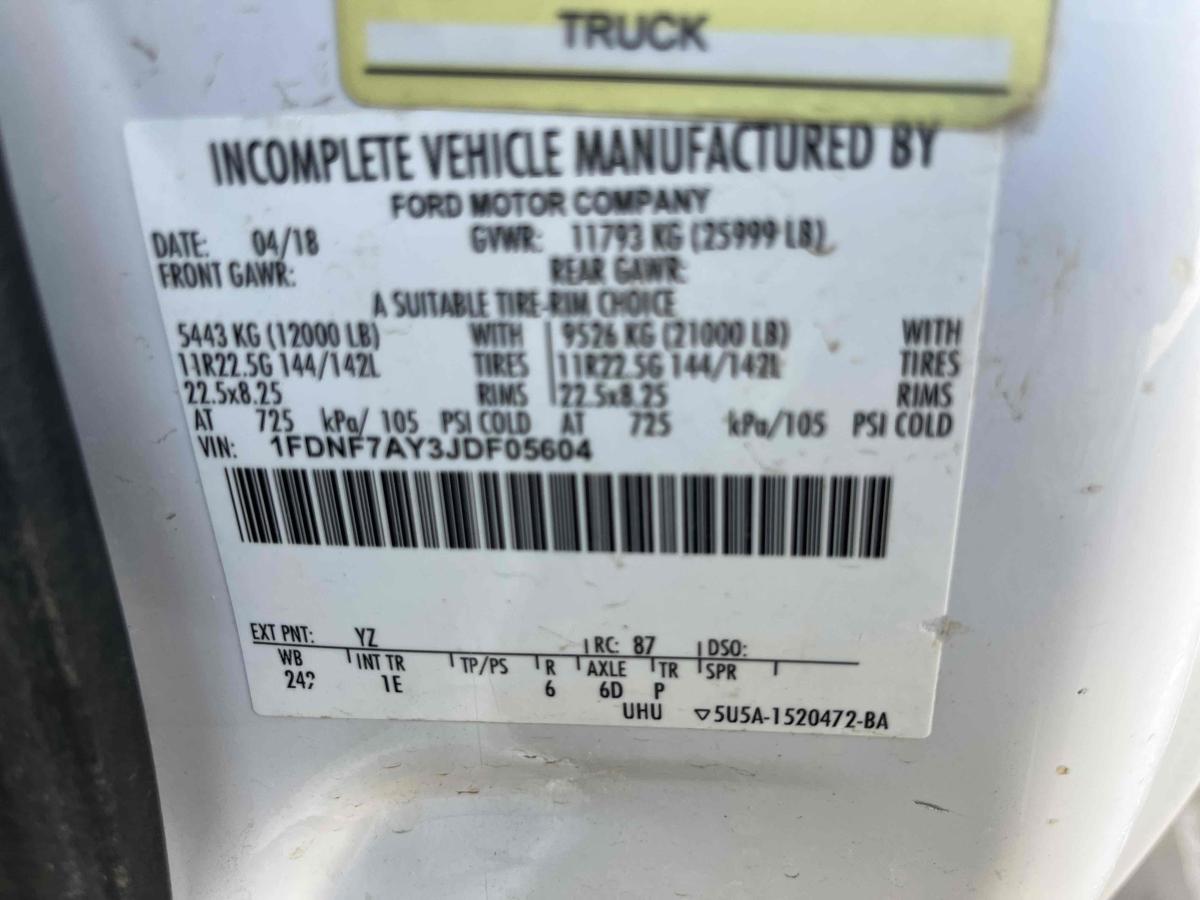 TRUCK
INCOMPLETE VEHICLE MANUFACTURED BY
FORD MOTOR COMPANY
DATE: 04/18 GVWR: 11793 KG (25999 LB)
FRONT GAWR: REAR GAWR:
A SUITABLE TIRE-RIM CHOICE
5443 KG (12000 LB) WITH 9526 KG (21000 LB) WITH
11R22.5G 144/142L TIRES 11R22.5G 144/142L TIRES
22.5x8.25 RIMS 22.5x8.25 RIMS
AT 725 kPa/ 105 PSI COLD AT 725 kPa/105 PSI COLD
VIN: 1FDNF7AY3JDF05604
EXT PNT: YZ RC: 87 DSO:
WB INT TR TP/PS R AXLE TR SPR
1E 6 6D P
UHU ▽5U5A-1520472-BA